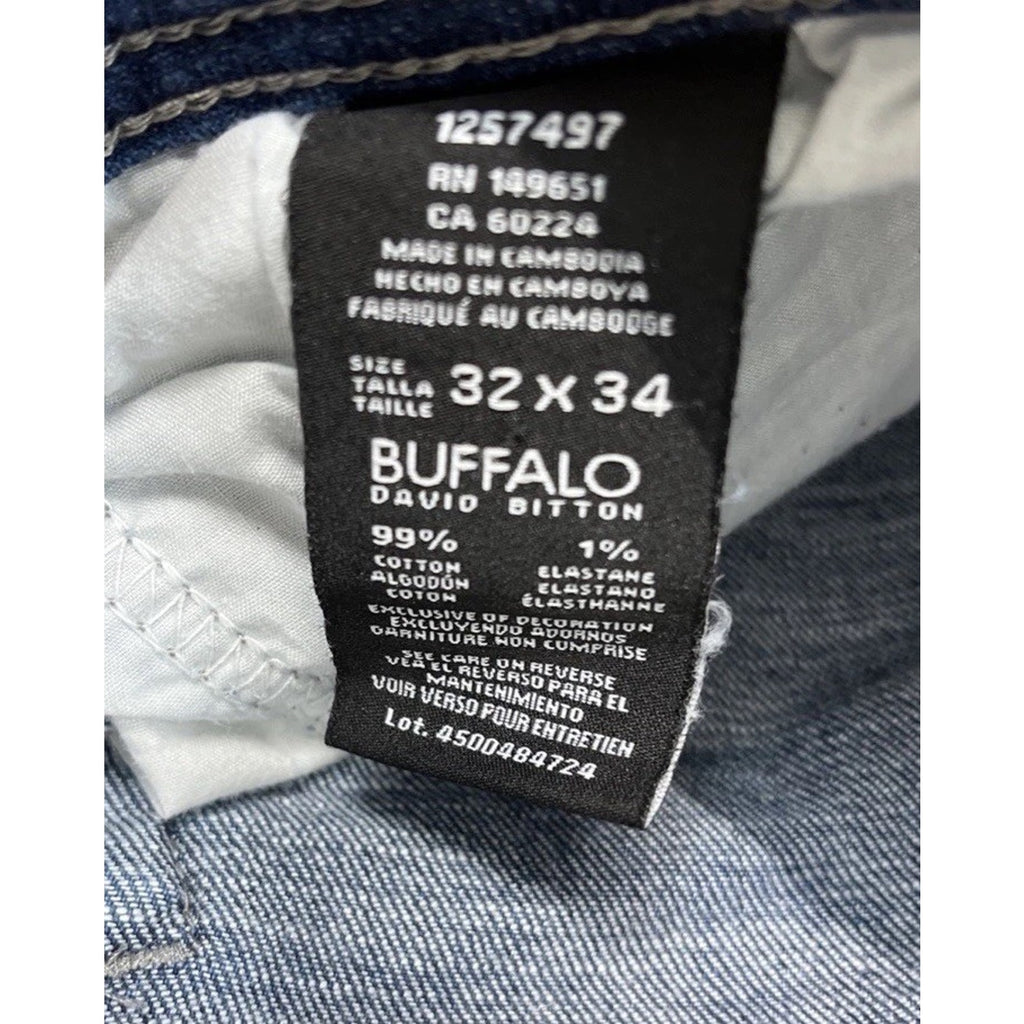 1257497
RN 149651
CA 60224
MADE IN CAMBODIA
HECHO EN CAMBOYA
FABRIQUÉ AU CAMBODGE
SIZE
TALLA
TAILLE
32 X 34
BUFFALO
DAVID BITTON
99% 1%
COTTON ELASTANE
ALGODÓN ELASTANO
COTON ÉLASTHANNE
EXCLUSIVE OF DECORATION
EXCLUYENDO ADORNOS
GARNITURE NON COMPRISE
SEE CARE ON REVERSE
VEA EL REVERSO PARA EL
MANTENIMIENTO
VOIR VERSO POUR ENTRETIEN
Lot. 4500484724